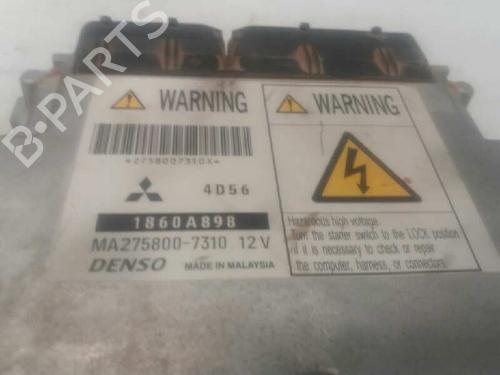 B-PARTS
WARNING
*2758007310X*
4D56
1860A898
MA275800-7310 12V
DENSO MADE IN MALAYSIA
WARNING
Hazardous high voltage.
Turn the starter switch to the LOCK position
if it is necessary to check or repair
the computer, harness, or connectors.